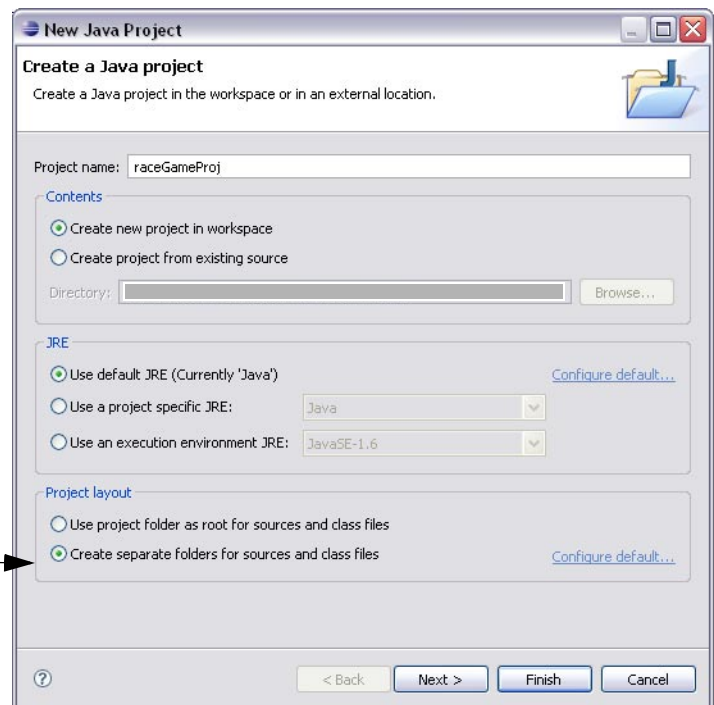 New Java Project
Create a Java project
Create a Java project in the workspace or in an external location.
Project name: raceGameProj
Contents
Create new project in workspace
Create project from existing source
Directory: Browse...
JRE
Use default JRE (Currently 'Java') Configure default...
Use a project specific JRE: Java
Use an execution environment JRE: JavaSE-1.6
Project layout
Use project folder as root for sources and class files
Create separate folders for sources and class files Configure default...
? < Back Next > Finish Cancel